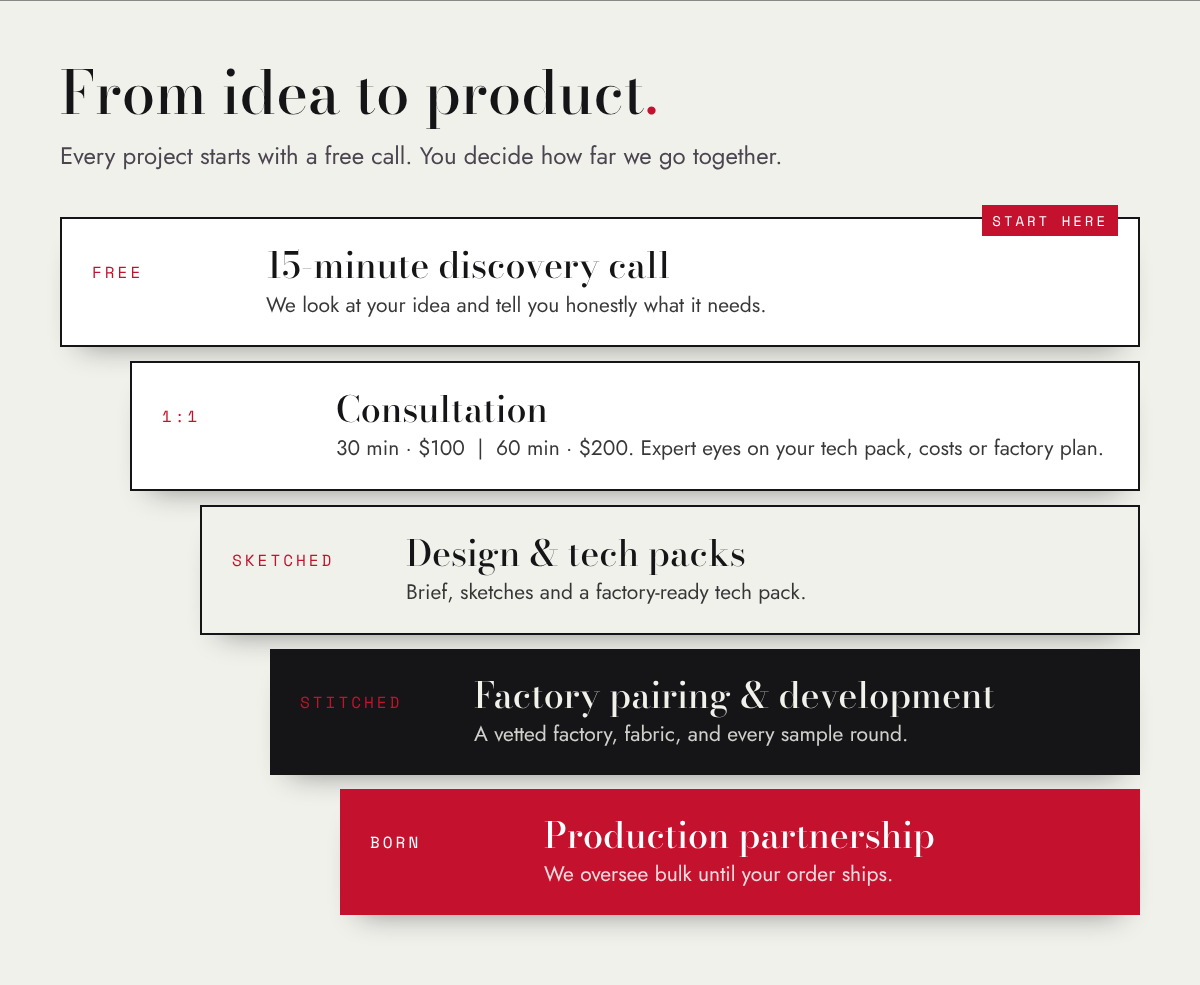 From idea to product.
Every project starts with a free call. You decide how far we go together.
START HERE
FREE
15-minute discovery call
We look at your idea and tell you honestly what it needs.
1:1
Consultation
30 min · $100 | 60 min · $200. Expert eyes on your tech pack, costs or factory plan.
SKETCHED
Design & tech packs
Brief, sketches and a factory-ready tech pack.
STITCHED
Factory pairing & development
A vetted factory, fabric, and every sample round.
BORN
Production partnership
We oversee bulk until your order ships.